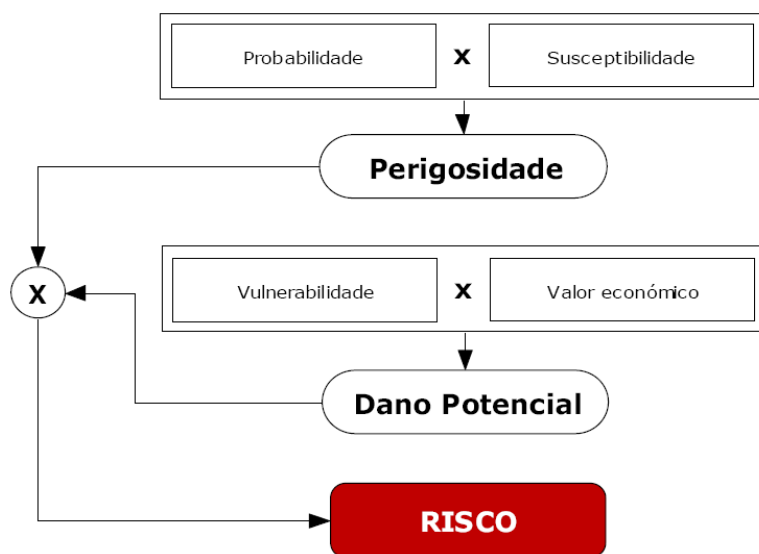 Probabilidade x Susceptibilidade
Perigosidade
X
Vulnerabilidade x Valor económico
Dano Potencial
RISCO